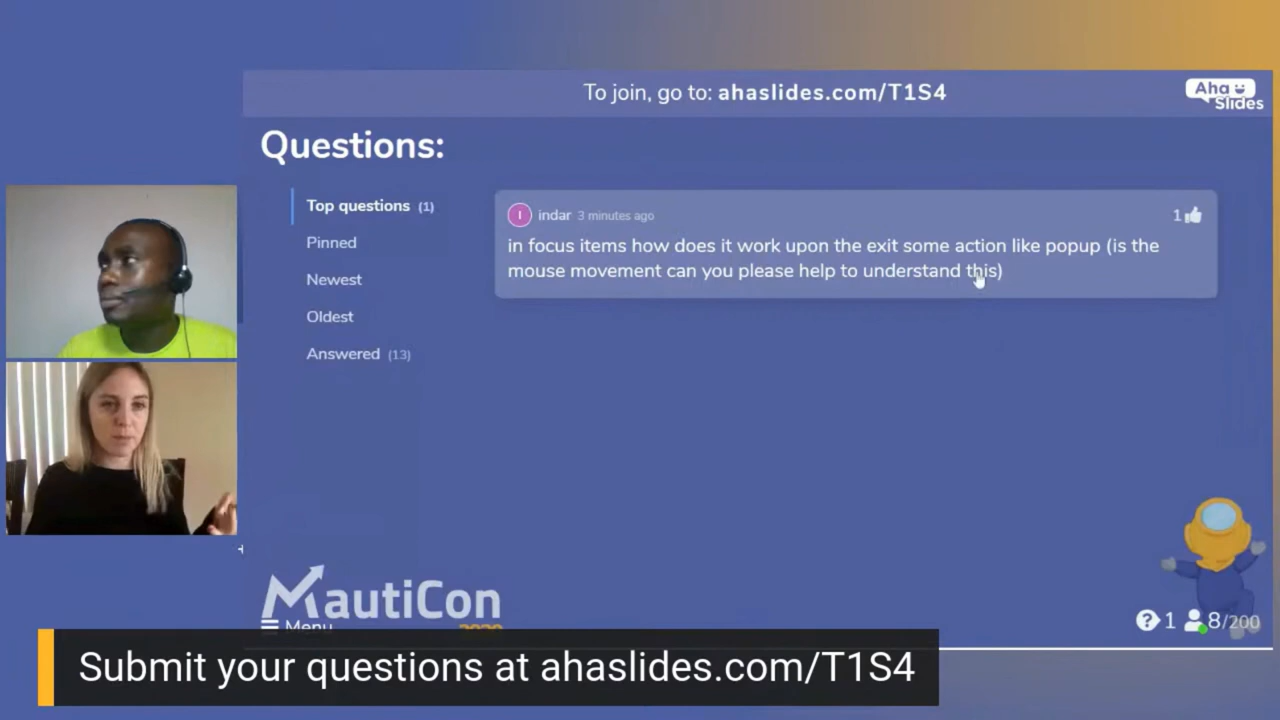 To join, go to: ahaslides.com/T1S4
Aha
Slides
Questions:
Top questions (1)
Pinned
Newest
Oldest
Answered (13)
I indar 3 minutes ago 1
in focus items how does it work upon the exit some action like popup (is the
mouse movement can you please help to understand this)
MautiCon
Menu
2020
? 1 8/200
Submit your questions at ahaslides.com/T1S4